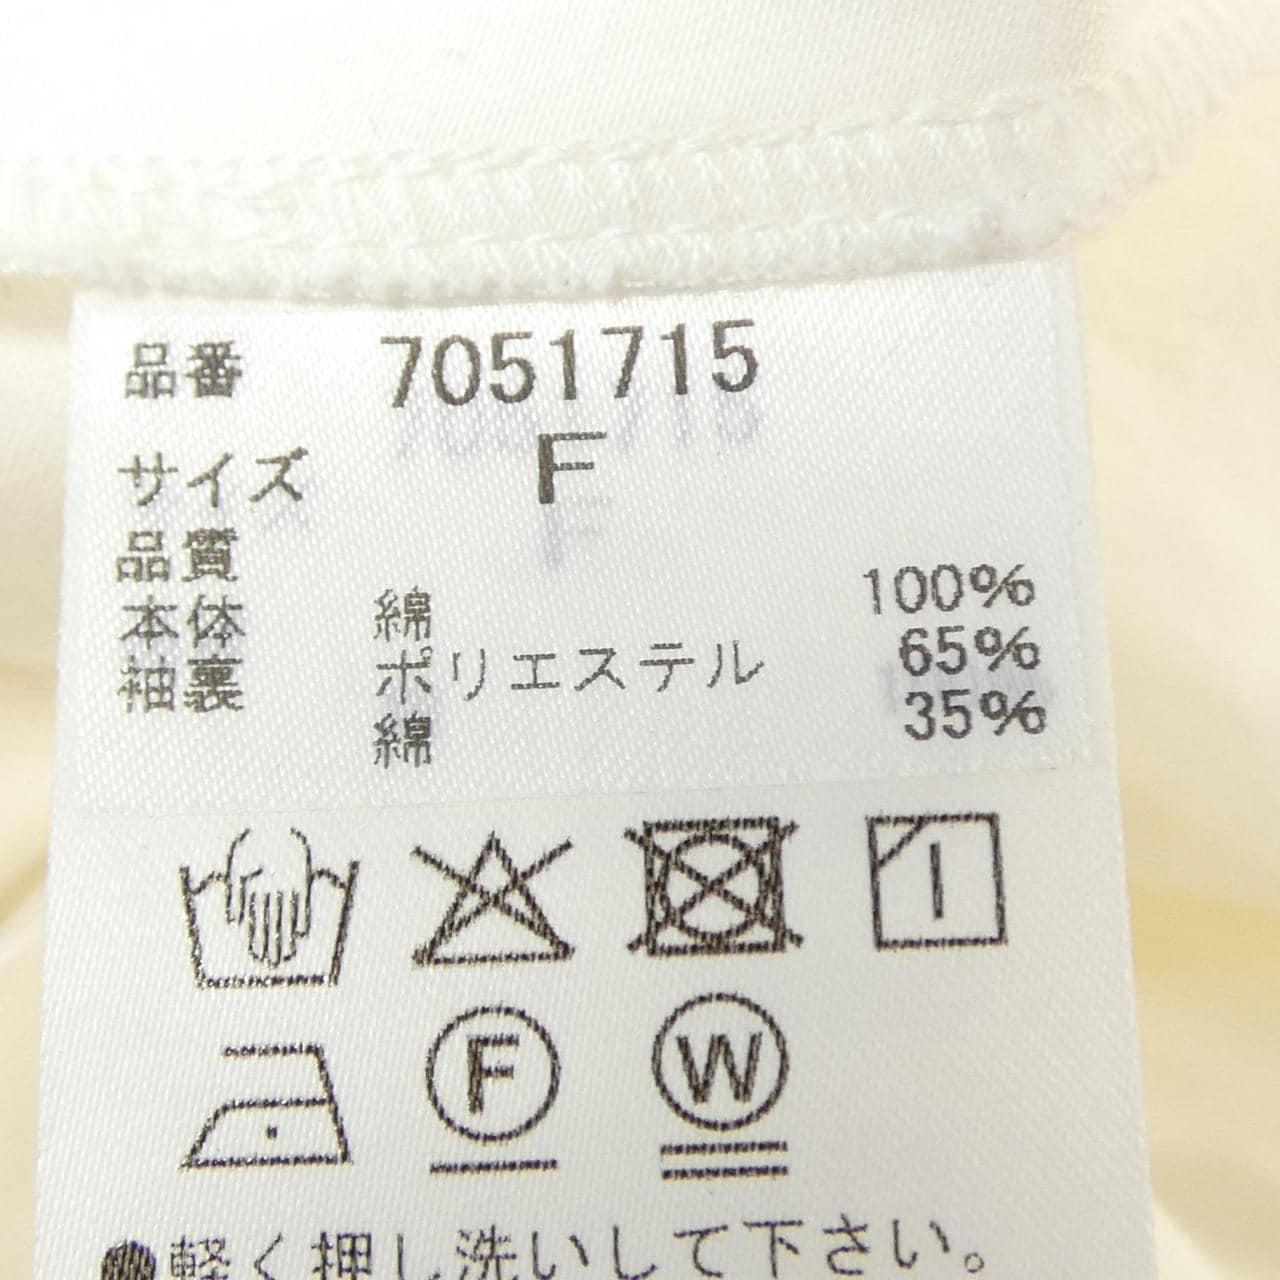 品番 7051715
サイズ F
品質
本体 綿 100%
袖裏 ポリエステル 65%
綿 35%
F
W
●軽く押し洗いして下さい。